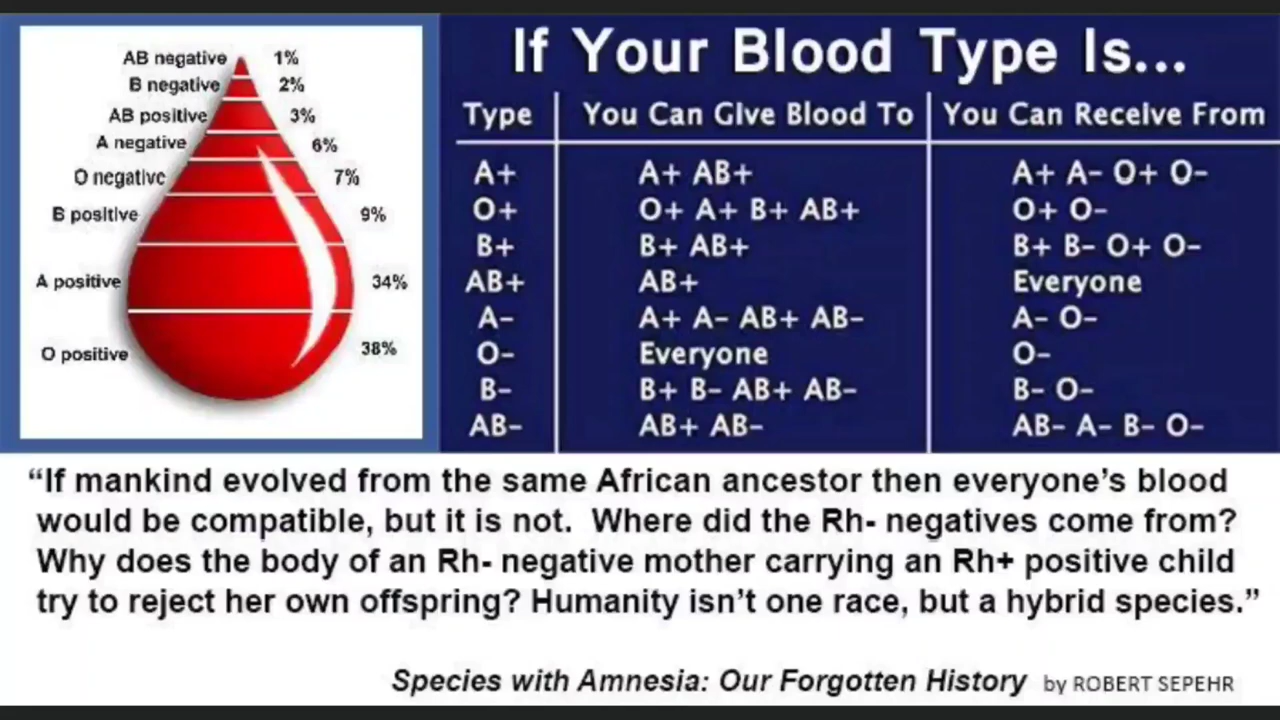 AB negative 1%
B negative 2%
AB positive 3%
A negative 6%
O negative 7%
B positive 9%
A positive 34%
O positive 38%
If Your Blood Type Is...
Type You Can Give Blood To You Can Receive From
A+ A+ AB+ A+ A- O+ O-
O+ O+ A+ B+ AB+ O+ O-
B+ B+ AB+ B+ B- O+ O-
AB+ AB+ Everyone
A- A+ A- AB+ AB- A- O-
O- Everyone O-
B- B+ B- AB+ AB- B- O-
AB- AB+ AB- AB- A- B- O-
“If mankind evolved from the same African ancestor then everyone’s blood
would be compatible, but it is not. Where did the Rh- negatives come from?
Why does the body of an Rh- negative mother carrying an Rh+ positive child
try to reject her own offspring? Humanity isn’t one race, but a hybrid species.”
Species with Amnesia: Our Forgotten History by ROBERT SEPEHR